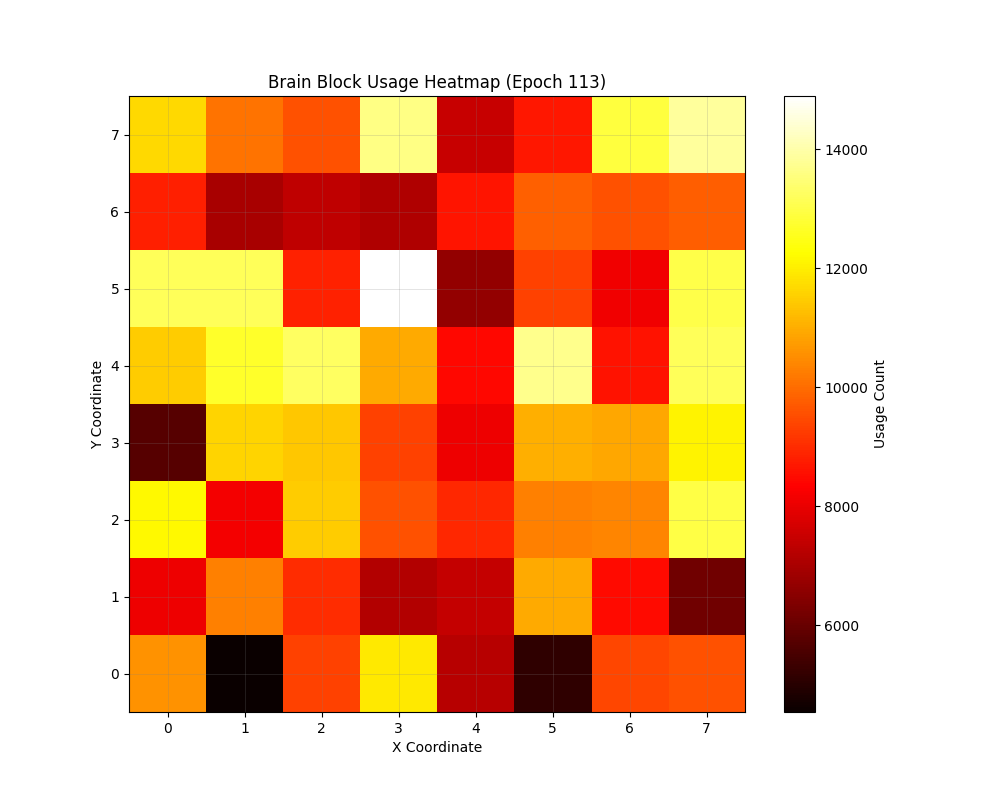 Brain Block Usage Heatmap (Epoch 113)
7
6
5
4
3
2
1
0
Y Coordinate
0 1 2 3 4 5 6 7
X Coordinate
14000
12000
10000
8000
6000
Usage Count